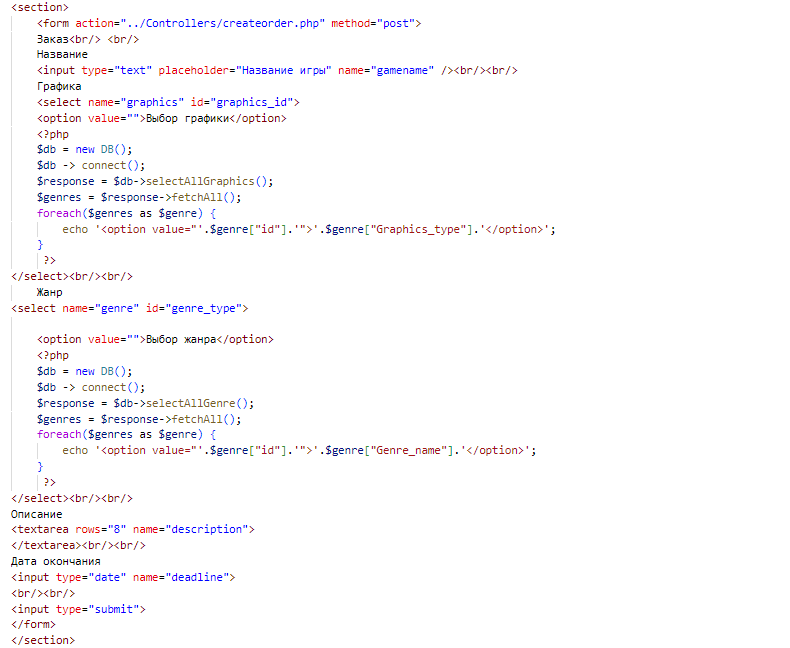 <section>
<form action="../Controllers/createorder.php" method="post">
Заказ<br/> <br/>
Название
<input type="text" placeholder="Название игры" name="gamename" /><br/><br/>
Графика
<select name="graphics" id="graphics_id">
<option value="">Выбор графики</option>
<?php
$db = new DB();
$db -> connect();
$response = $db->selectAllGraphics();
$genres = $response->fetchAll();
foreach($genres as $genre) {
echo '<option value="'.$genre["id"].'">'.$genre["Graphics_type"].'</option>';
}
?>
</select><br/><br/>
Жанр
<select name="genre" id="genre_type">
<option value="">Выбор жанра</option>
<?php
$db = new DB();
$db -> connect();
$response = $db->selectAllGenre();
$genres = $response->fetchAll();
foreach($genres as $genre) {
echo '<option value="'.$genre["id"].'">'.$genre["Genre_name"].'</option>';
}
?>
</select><br/><br/>
Описание
<textarea rows="8" name="description">
</textarea><br/><br/>
Дата окончания
<input type="date" name="deadline">
<br/><br/>
<input type="submit">
</form>
</section>